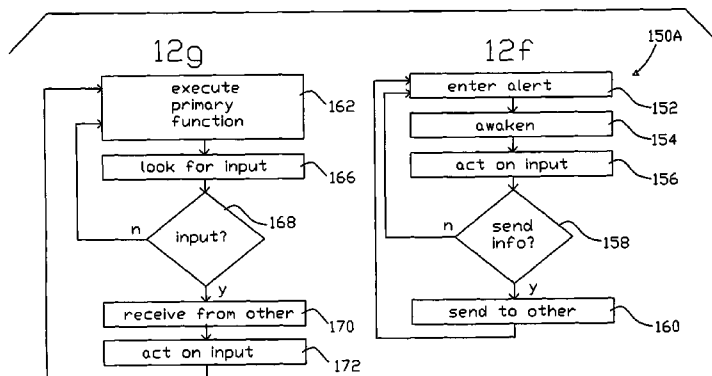 12g
execute
primary
function
162
look for input
166
n
input?
168
y
receive from other
170
act on input
172
12f
150A
enter alert
152
awaken
154
act on input
156
n
send
info?
158
y
send to other
160